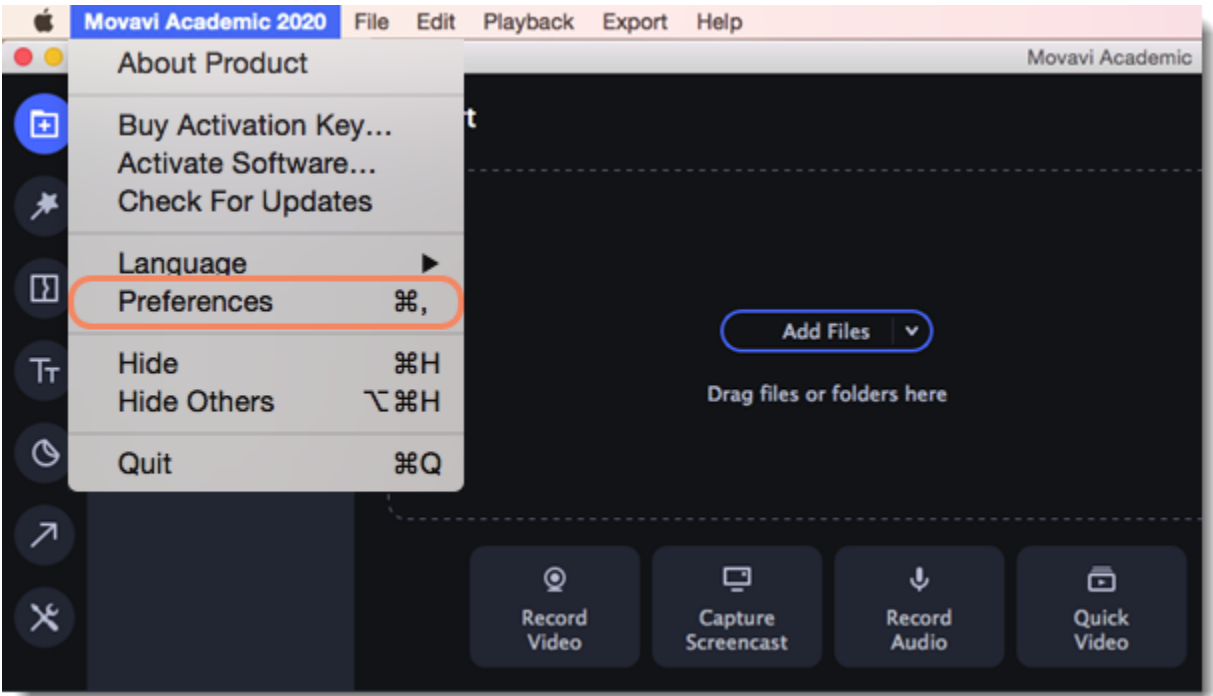 Movavi Academic 2020 File Edit Playback Export Help
Movavi Academic
About Product
t
Buy Activation Key...
Activate Software...
Check For Updates
Language ▶
Preferences ⌘,
Add Files
Hide ⌘H
Hide Others ⌥⌘H
Drag files or folders here
Quit ⌘Q
Tт
Record
Video
Capture
Screencast
Record
Audio
Quick
Video